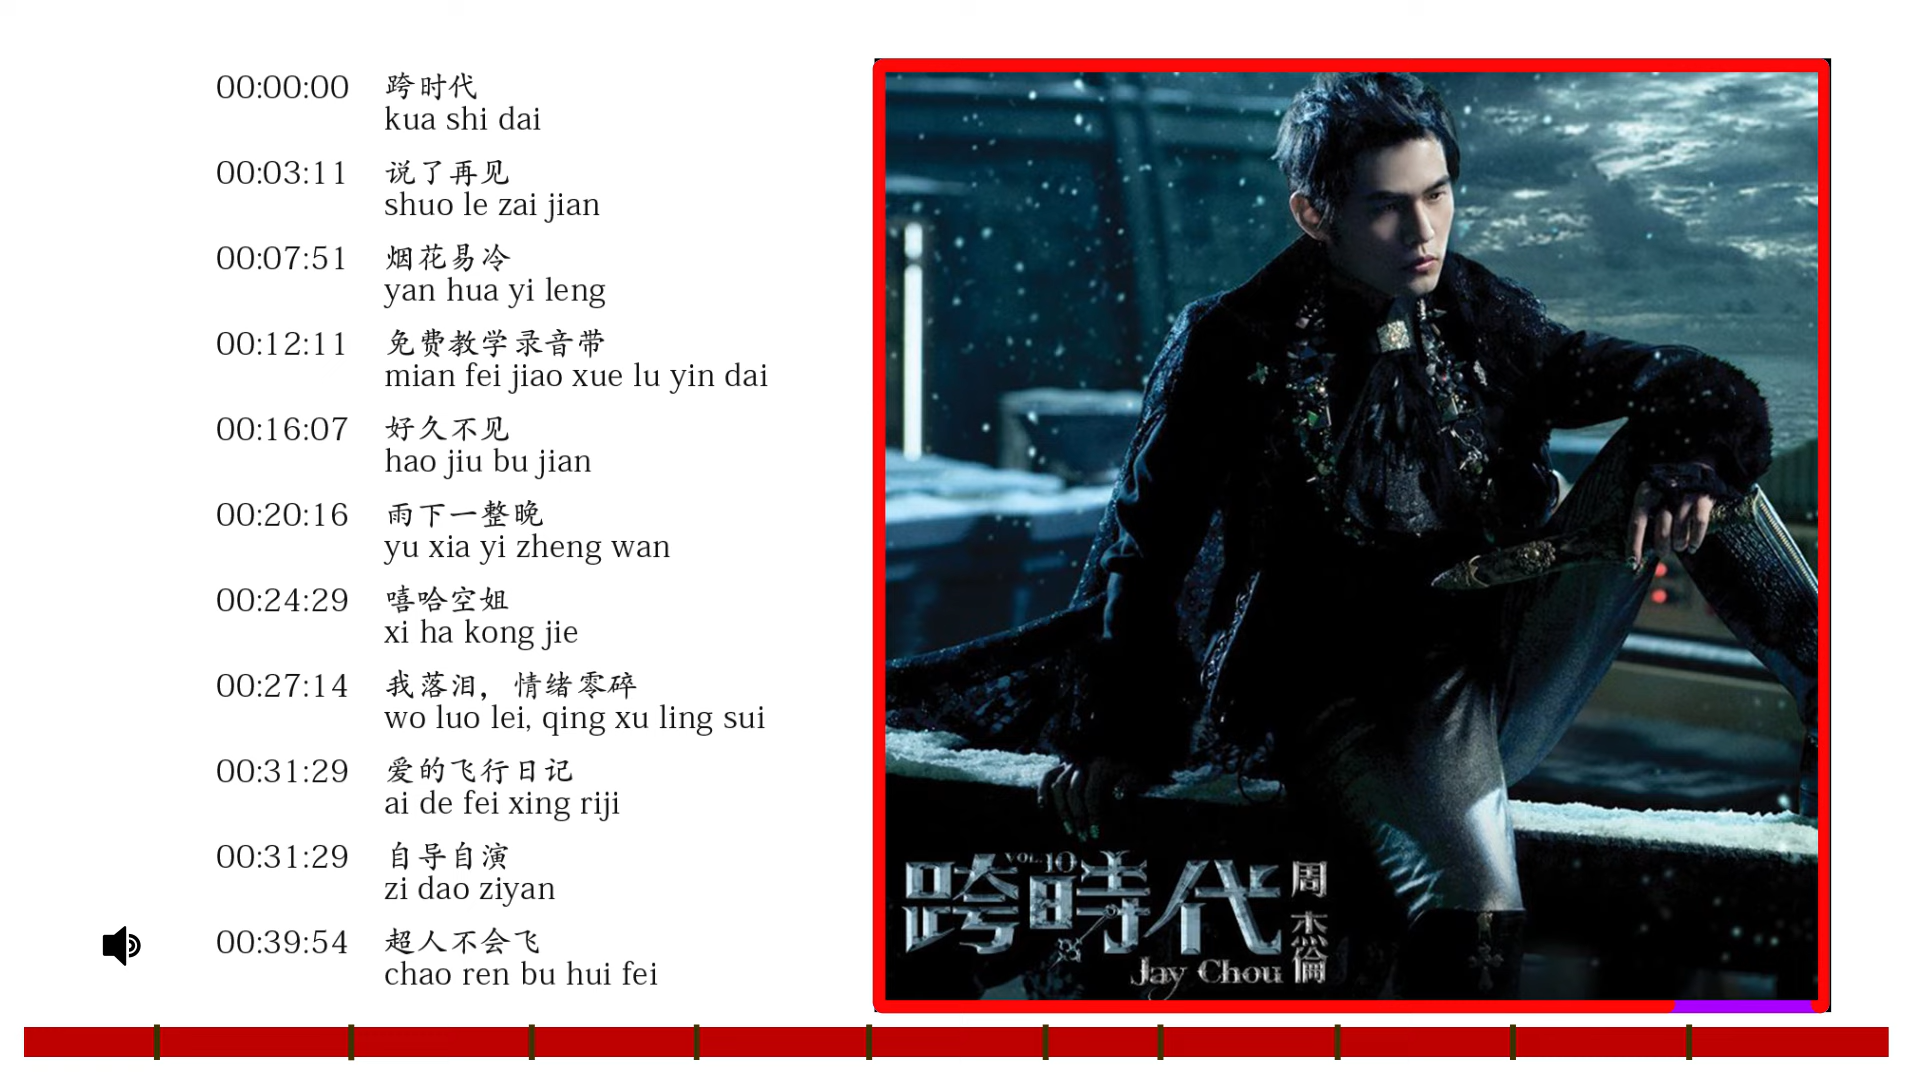 00:00:00 跨时代
kua shi dai
00:03:11 说了再见
shuo le zai jian
00:07:51 烟花易冷
yan hua yi leng
00:12:11 免费教学录音带
mian fei jiao xue lu yin dai
00:16:07 好久不见
hao jiu bu jian
00:20:16 雨下一整晚
yu xia yi zheng wan
00:24:29 嘻哈空姐
xi ha kong jie
00:27:14 我落泪，情绪零碎
wo luo lei, qing xu ling sui
00:31:29 爱的飞行日记
ai de fei xing riji
00:31:29 自导自演
zi dao ziyan
00:39:54 超人不会飞
chao ren bu hui fei
VOL.10
跨時代
周杰倫
Jay Chou